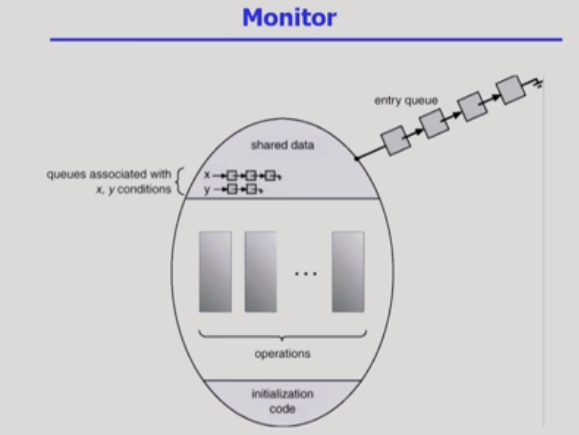 Monitor
entry queue
shared data
queues associated with
x, y conditions
x
y
...
operations
initialization
code